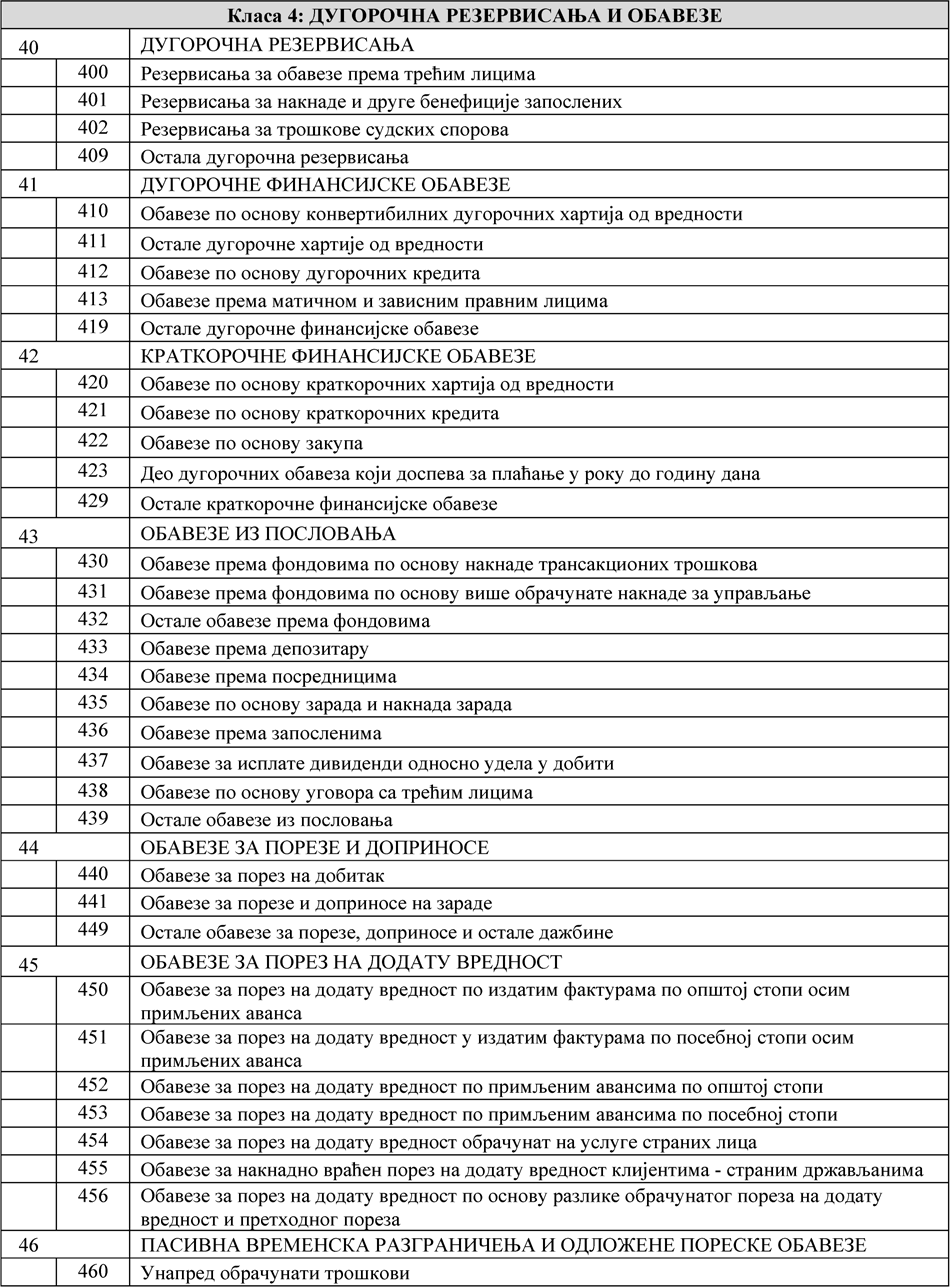 Класа 4: ДУГОРОЧНА РЕЗЕРВИСАЊА И ОБАВЕЗЕ
40 ДУГОРОЧНА РЕЗЕРВИСАЊА
400 Резервисања за обавезе према трећим лицима
401 Резервисања за накнаде и друге бенефиције запослених
402 Резервисања за трошкове судских спорова
409 Остала дугорочна резервисања
41 ДУГОРОЧНЕ ФИНАНСИЈСКЕ ОБАВЕЗЕ
410 Обавезе по основу конвертибилних дугорочних хартија од вредности
411 Остале дугорочне хартије од вредности
412 Обавезе по основу дугорочних кредита
413 Обавезе према матичном и зависним правним лицима
419 Остале дугорочне финансијске обавезе
42 КРАТКОРОЧНЕ ФИНАНСИЈСКЕ ОБАВЕЗЕ
420 Обавезе по основу краткорочних хартија од вредности
421 Обавезе по основу краткорочних кредита
422 Обавезе по основу закупа
423 Део дугорочних обавеза који доспева за плаћање у року до годину дана
429 Остале краткорочне финансијске обавезе
43 ОБАВЕЗЕ ИЗ ПОСЛОВАЊА
430 Обавезе према фондовима по основу накнаде трансакционих трошкова
431 Обавезе према фондовима по основу више обрачунате накнаде за управљање
432 Остале обавезе према фондовима
433 Обавезе према депозитару
434 Обавезе према посредницима
435 Обавезе по основу зарада и накнада зарада
436 Обавезе према запосленима
437 Обавезе за исплате дивиденди односно удела у добити
438 Обавезе по основу уговора са трећим лицима
439 Остале обавезе из пословања
44 ОБАВЕЗЕ ЗА ПОРЕЗЕ И ДОПРИНОСЕ
440 Обавезе за порез на добитак
441 Обавезе за порезе и доприносе на зараде
449 Остале обавезе за порезе, доприносе и остале дажбине
45 ОБАВЕЗЕ ЗА ПОРЕЗ НА ДОДАТУ ВРЕДНОСТ
450 Обавезе за порез на додату вредност по издатим фактурама по општој стопи осим
примљених аванса
451 Обавезе за порез на додату вредност у издатим фактурама по посебној стопи осим
примљених аванса
452 Обавезе за порез на додату вредност по примљеним авансима по општој стопи
453 Обавезе за порез на додату вредност по примљеним авансима по посебној стопи
454 Обавезе за порез на додату вредност обрачунат на услуге страних лица
455 Обавезе за накнадно враћен порез на додату вредност клијентима - страним држављанима
456 Обавезе за порез на додату вредност по основу разлике обрачунатог пореза на додату
вредност и претходног пореза
46 ПАСИВНА ВРЕМЕНСКА РАЗГРАНИЧЕЊА И ОДЛОЖЕНЕ ПОРЕСКЕ ОБАВЕЗЕ
460 Унапред обрачунати трошкови